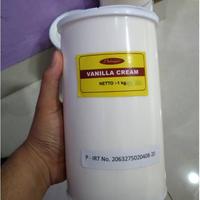 VANILLA CREAM
NETTO : 1 kg
P - IRT No. 2063275020408-20